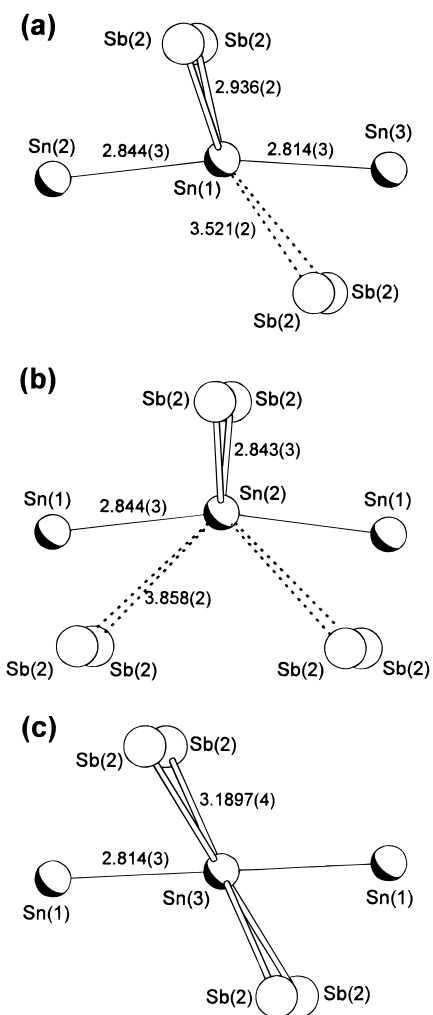 (a)
Sb(2) Sb(2)
2.936(2)
Sn(2) 2.844(3) 2.814(3) Sn(3)
Sn(1)
3.521(2)
Sb(2) Sb(2)
(b)
Sb(2) Sb(2)
2.843(3)
Sn(1) 2.844(3) Sn(2) Sn(1)
3.858(2)
Sb(2) Sb(2) Sb(2) Sb(2)
(c)
Sb(2) Sb(2)
3.1897(4)
2.814(3)
Sn(1) Sn(3) Sn(1)
Sb(2) Sb(2)